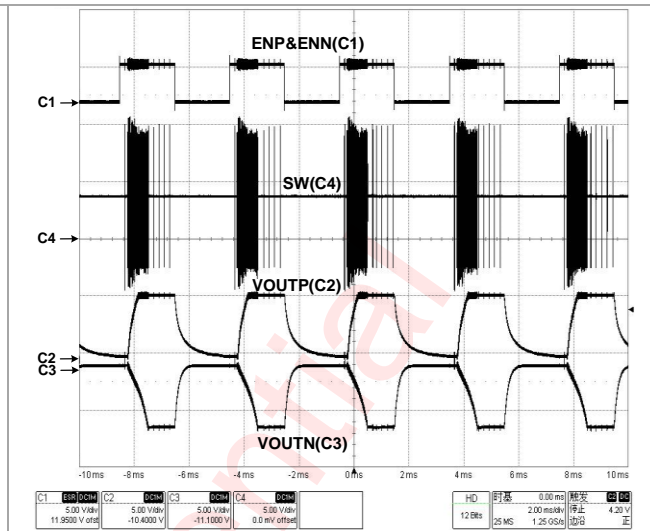 ENP&ENN(C1)
C1
SW(C4)
C4
VOUTP(C2)
C2
C3
VOUTN(C3)
-10 ms -8 ms -6 ms -4 ms -2 ms 0 ms 2 ms 4 ms 6 ms 8 ms 10 ms
C1 ESR DC1M C2 DC1M C3 DC1M C4 DC1M HD 时基 0.00 ms 触发 C2 DC
5.00 V/div 5.00 V/div 5.00 V/div 5.00 V/div 12 Bits 2.00 ms/div 停止 4.20 V
11.9500 V ofst -10.4000 V -11.1000 V 0.0 mV offset 25 MS 1.25 GS/s 边沿 正
ential